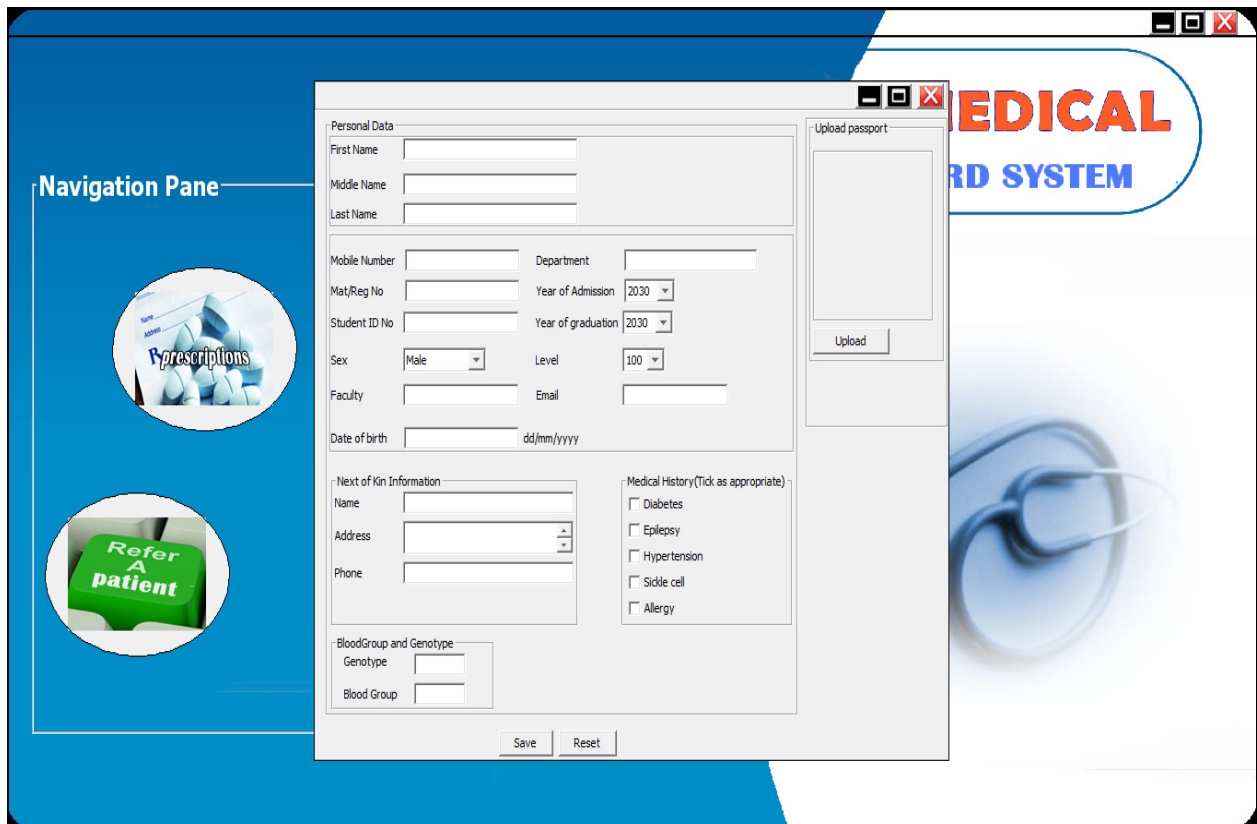 MEDICAL
RD SYSTEM
Navigation Pane
prescriptions
Name
Address
Refer
A
patient
Personal Data
First Name
Middle Name
Last Name
Mobile Number
Department
Mat/Reg No
Year of Admission 2030
Student ID No
Year of graduation 2030
Sex Male
Level 100
Faculty
Email
Date of birth dd/mm/yyyy
Next of Kin Information
Name
Address
Phone
Medical History(Tick as appropriate)
Diabetes
Epilepsy
Hypertension
Sickle cell
Allergy
BloodGroup and Genotype
Genotype
Blood Group
Upload passport
Upload
Save Reset